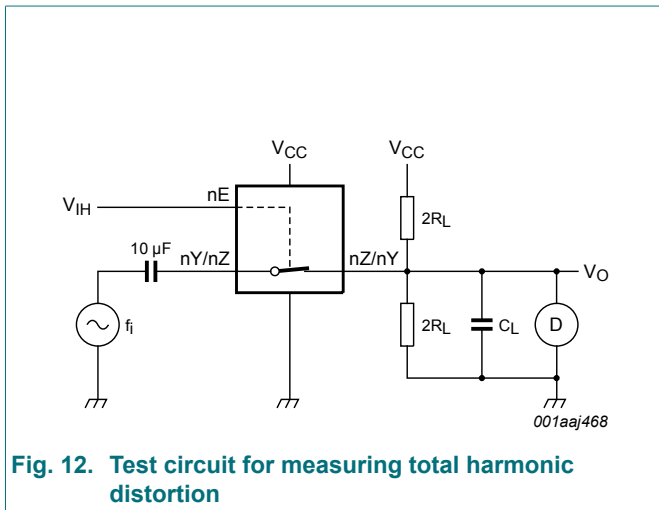 VCC
VCC
nE
VIH
2RL
10 µF
nY/nZ
nZ/nY
VO
fi
2RL
CL
D
001aaj468
Fig. 12. Test circuit for measuring total harmonic
distortion